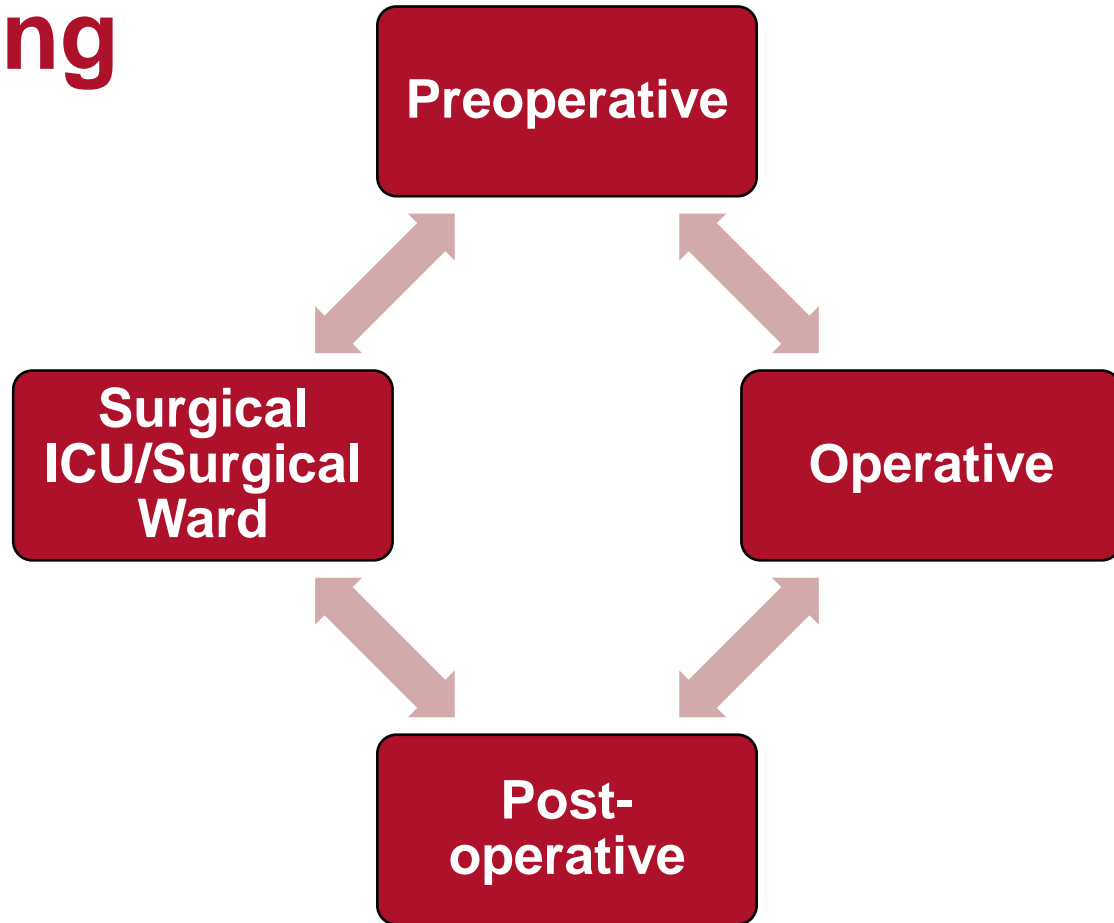 ng
Preoperative
Surgical
ICU/Surgical
Ward
Operative
Post-
operative